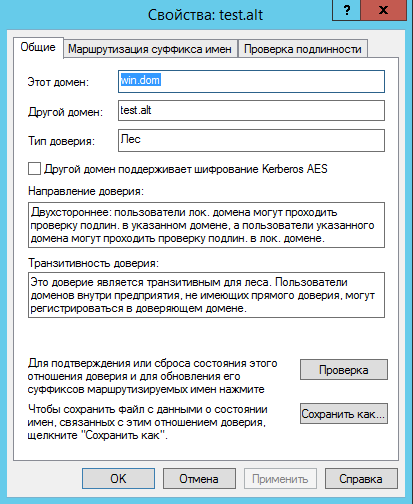 Свойства: test.alt
?
x
Общие
Маршрутизация суффикса имен
Проверка подлинности
Этот домен:
win.dom
Другой домен:
test.alt
Тип доверия:
Лес
Другой домен поддерживает шифрование Kerberos AES
Направление доверия:
Двухстороннее: пользователи лок. домена могут проходить
проверку подлин. в указанном домене, а пользователи указанного
домена могут проходить проверку подлин. в лок. домене.
Транзитивность доверия:
Это доверие является транзитивным для леса. Пользователи
доменов внутри предприятия, не имеющих прямого доверия, могут
регистрироваться в доверяющем домене.
Для подтверждения или сброса состояния этого
отношения доверия и для обновления его
суффиксов маршрутизируемых имен нажмите
Проверка
Чтобы сохранить файл с данными о состоянии
имен, связанных с этим отношением доверия,
щелкните "Сохранить как".
Сохранить как...
OK
Отмена
Применить
Справка